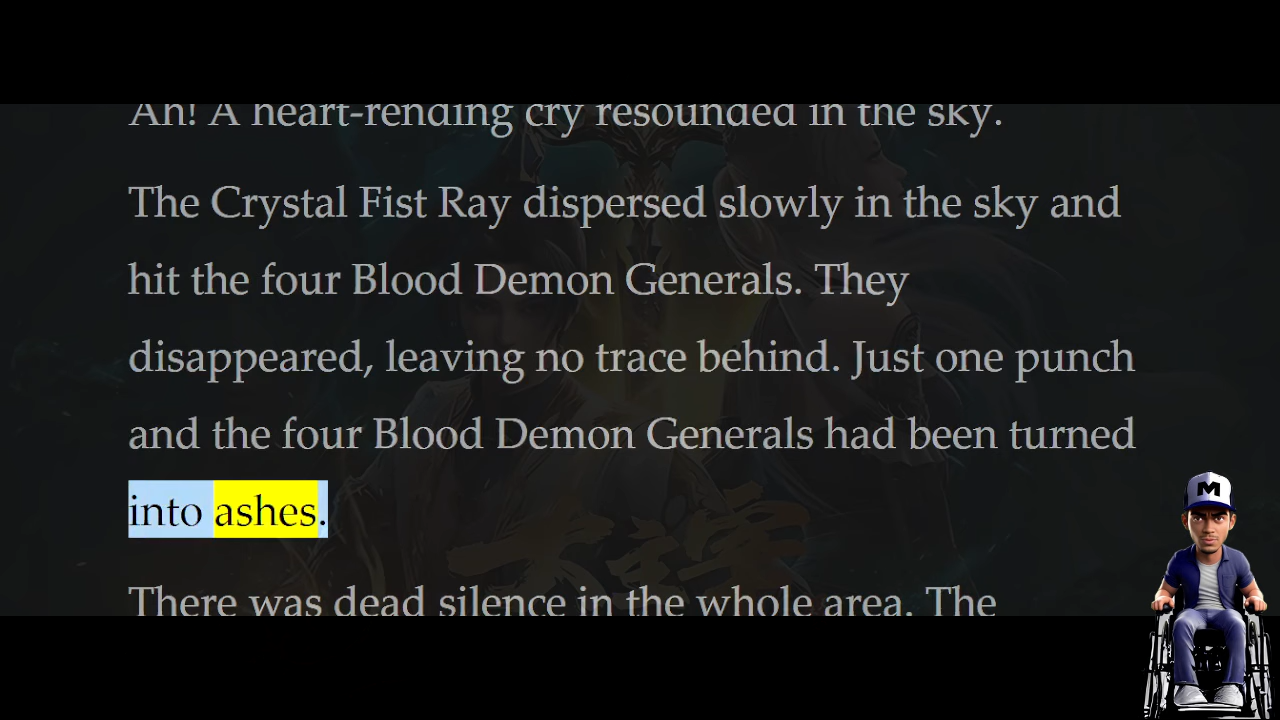 Ah! A heart-rending cry resounded in the sky.
The Crystal Fist Ray dispersed slowly in the sky and
hit the four Blood Demon Generals. They
disappeared, leaving no trace behind. Just one punch
and the four Blood Demon Generals had been turned
into ashes.
There was dead silence in the whole area. The
M
M